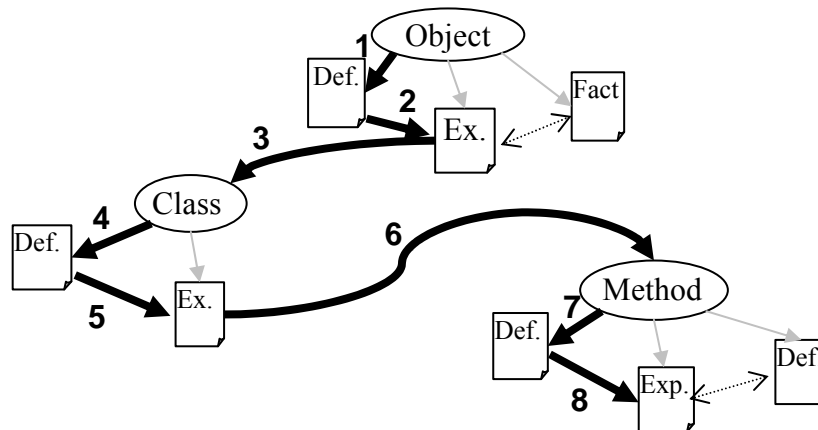 1
Object
Def.
2
Fact
Ex.
3
Class
4
Def.
6
5
Ex.
Method
7
Def.
Def
8
Exp.